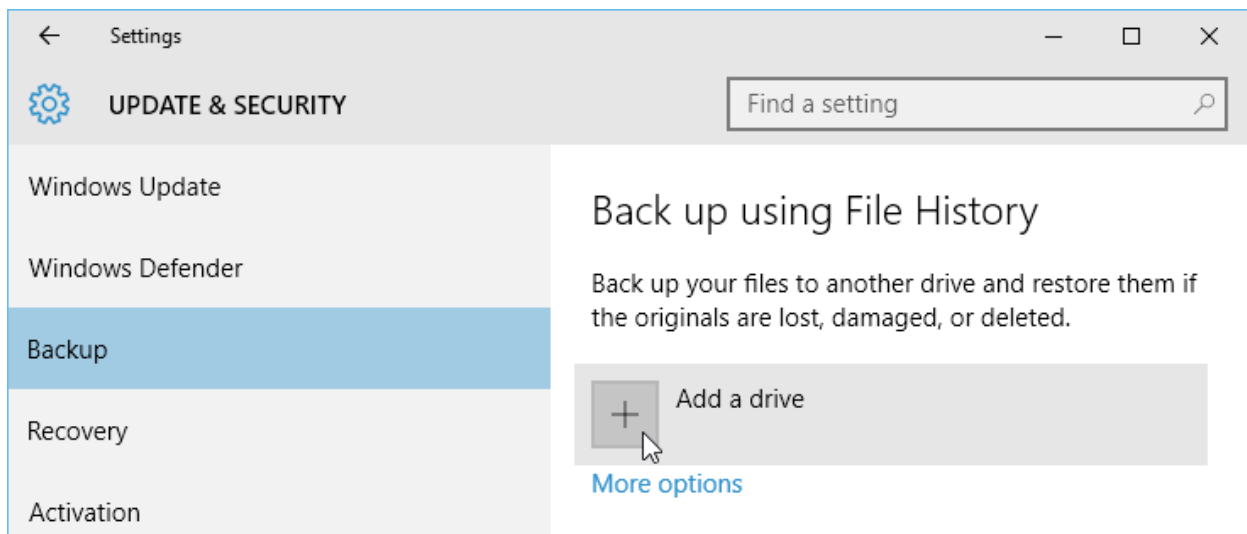 Settings
UPDATE & SECURITY
Find a setting
Windows Update
Windows Defender
Backup
Recovery
Activation
Back up using File History
Back up your files to another drive and restore them if
the originals are lost, damaged, or deleted.
Add a drive
More options